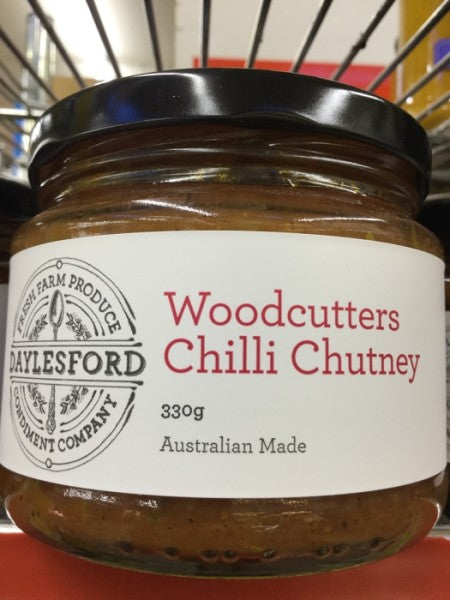 FRESH FARM PRODUCE
DAYLESFORD
CONDIMENT COMPANY
Woodcutters
Chilli Chutney
330g
Australian Made